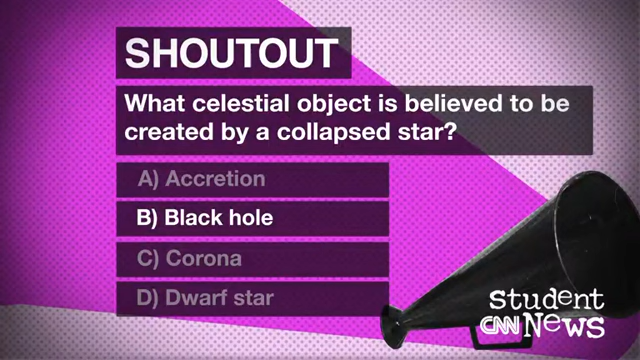 SHOUTOUT
What celestial object is believed to be
created by a collapsed star?
A) Accretion
B) Black hole
C) Corona
D) Dwarf star
student
CNN News